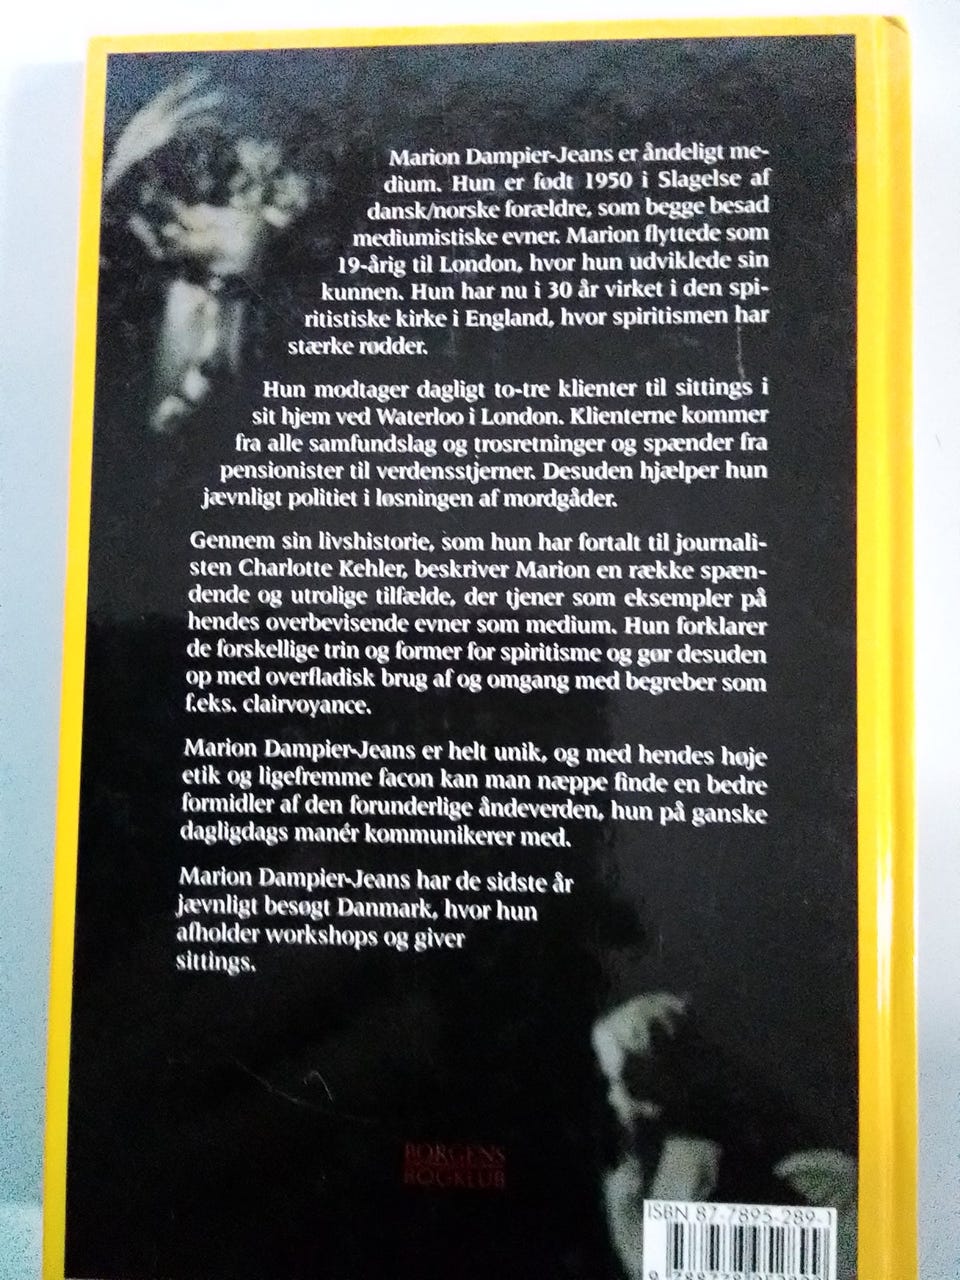 Marion Dampier-Jeans er åndeligt me-
dium. Hun er født 1950 i Slagelse af
dansk/norske forældre, som begge besad
mediumistiske evner. Marion flyttede som
19-årig til London, hvor hun udviklede sin
kunnen. Hun har nu i 30 år virket i den spi-
ritistiske kirke i England, hvor spiritismen har
stærke rødder.
Hun modtager dagligt to-tre klienter til sittings i
sit hjem ved Waterloo i London. Klienterne kommer
fra alle samfundslag og trosretninger og spænder fra
pensionister til verdensstjerner. Desuden hjælper hun
jævnligt politiet i løsningen af mordgåder.
Gennem sin livshistorie, som hun har fortalt til journali-
sten Charlotte Kehler, beskriver Marion en række spæn-
dende og utrolige tilfælde, der tjener som eksempler på
hendes overbevisende evner som medium. Hun forklarer
de forskellige trin og former for spiritisme og gør desuden
op med overfladisk brug af og omgang med begreber som
f.eks. clairvoyance.
Marion Dampier-Jeans er helt unik, og med hendes høje
etik og ligefremme facon kan man næppe finde en bedre
formidler af den forunderlige åndeverden, hun på ganske
dagligdags manér kommunikerer med.
Marion Dampier-Jeans har de sidste år
jævnligt besøgt Danmark, hvor hun
afholder workshops og giver
sittings.
BORGENS
BOGKLUB
ISBN 87-7895-289-1